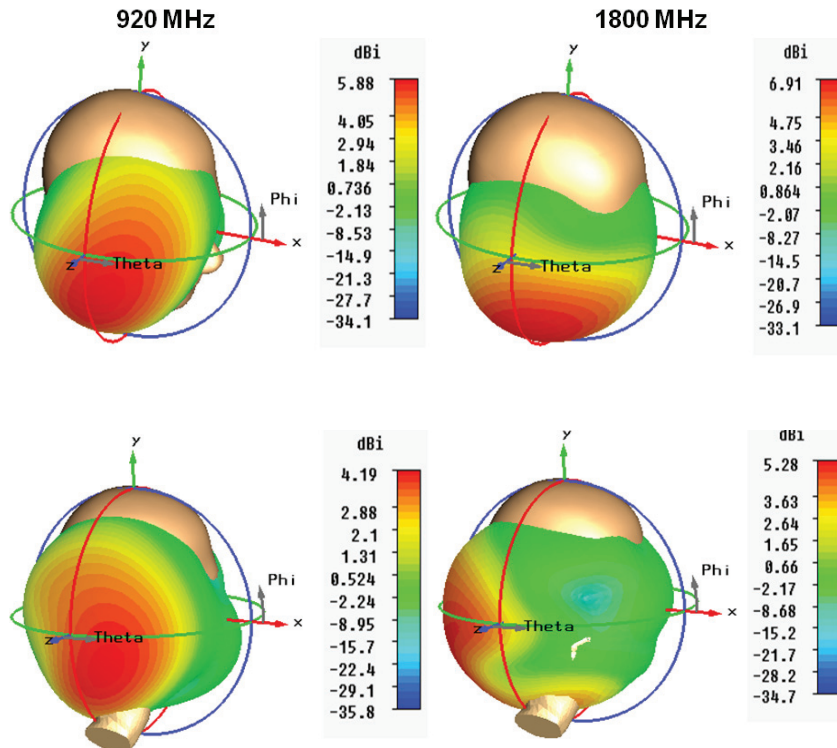 920 MHz
1800 MHz
y
dBi
5.88
4.05
2.94
1.84
0.736
-2.13
-8.53
-14.9
-21.3
-27.7
-34.1
Phi
x
z
Theta
y
dBi
6.91
4.75
3.46
2.16
0.864
-2.07
-8.27
-14.5
-20.7
-26.9
-33.1
Phi
x
z
Theta
y
dBi
4.19
2.88
2.1
1.31
0.524
-2.24
-8.95
-15.7
-22.4
-29.1
-35.8
Phi
x
z
Theta
y
dBi
5.28
3.63
2.64
1.65
0.66
-2.17
-8.68
-15.2
-21.7
-28.2
-34.7
Phi
x
z
Theta